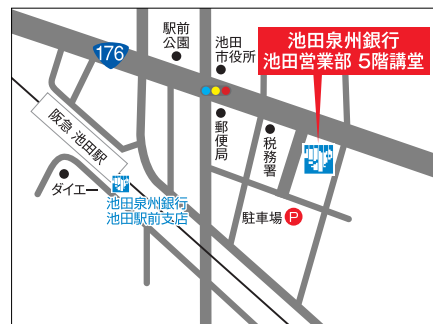 176
駅前
公園
池田
市役所
池田泉州銀行
池田営業部 5階講堂
阪急 池田駅
郵便局
税務署
ダイエー
池田泉州銀行
池田駅前支店
駐車場 P